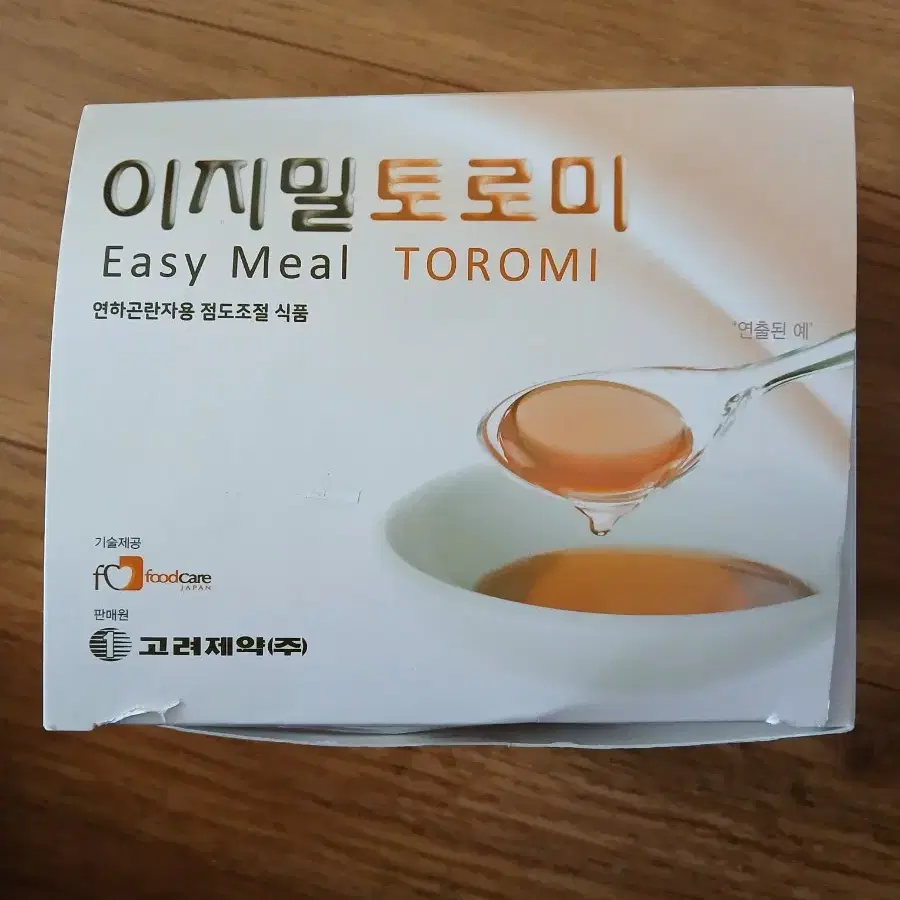 이지밀토로미
Easy Meal TOROMI
연하곤란자용 점도조절 식품
'연출된 예'
기술제공
foodcare
JAPAN
판매원
고려제약(주)